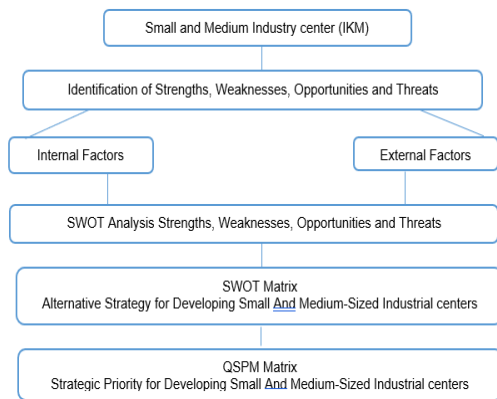 Small and Medium Industry center (IKM)
Identification of Strengths, Weaknesses, Opportunities and Threats
Internal Factors
External Factors
SWOT Analysis Strengths, Weaknesses, Opportunities and Threats
SWOT Matrix
Alternative Strategy for Developing Small And Medium-Sized Industrial centers
QSPM Matrix
Strategic Priority for Developing Small And Medium-Sized Industrial centers